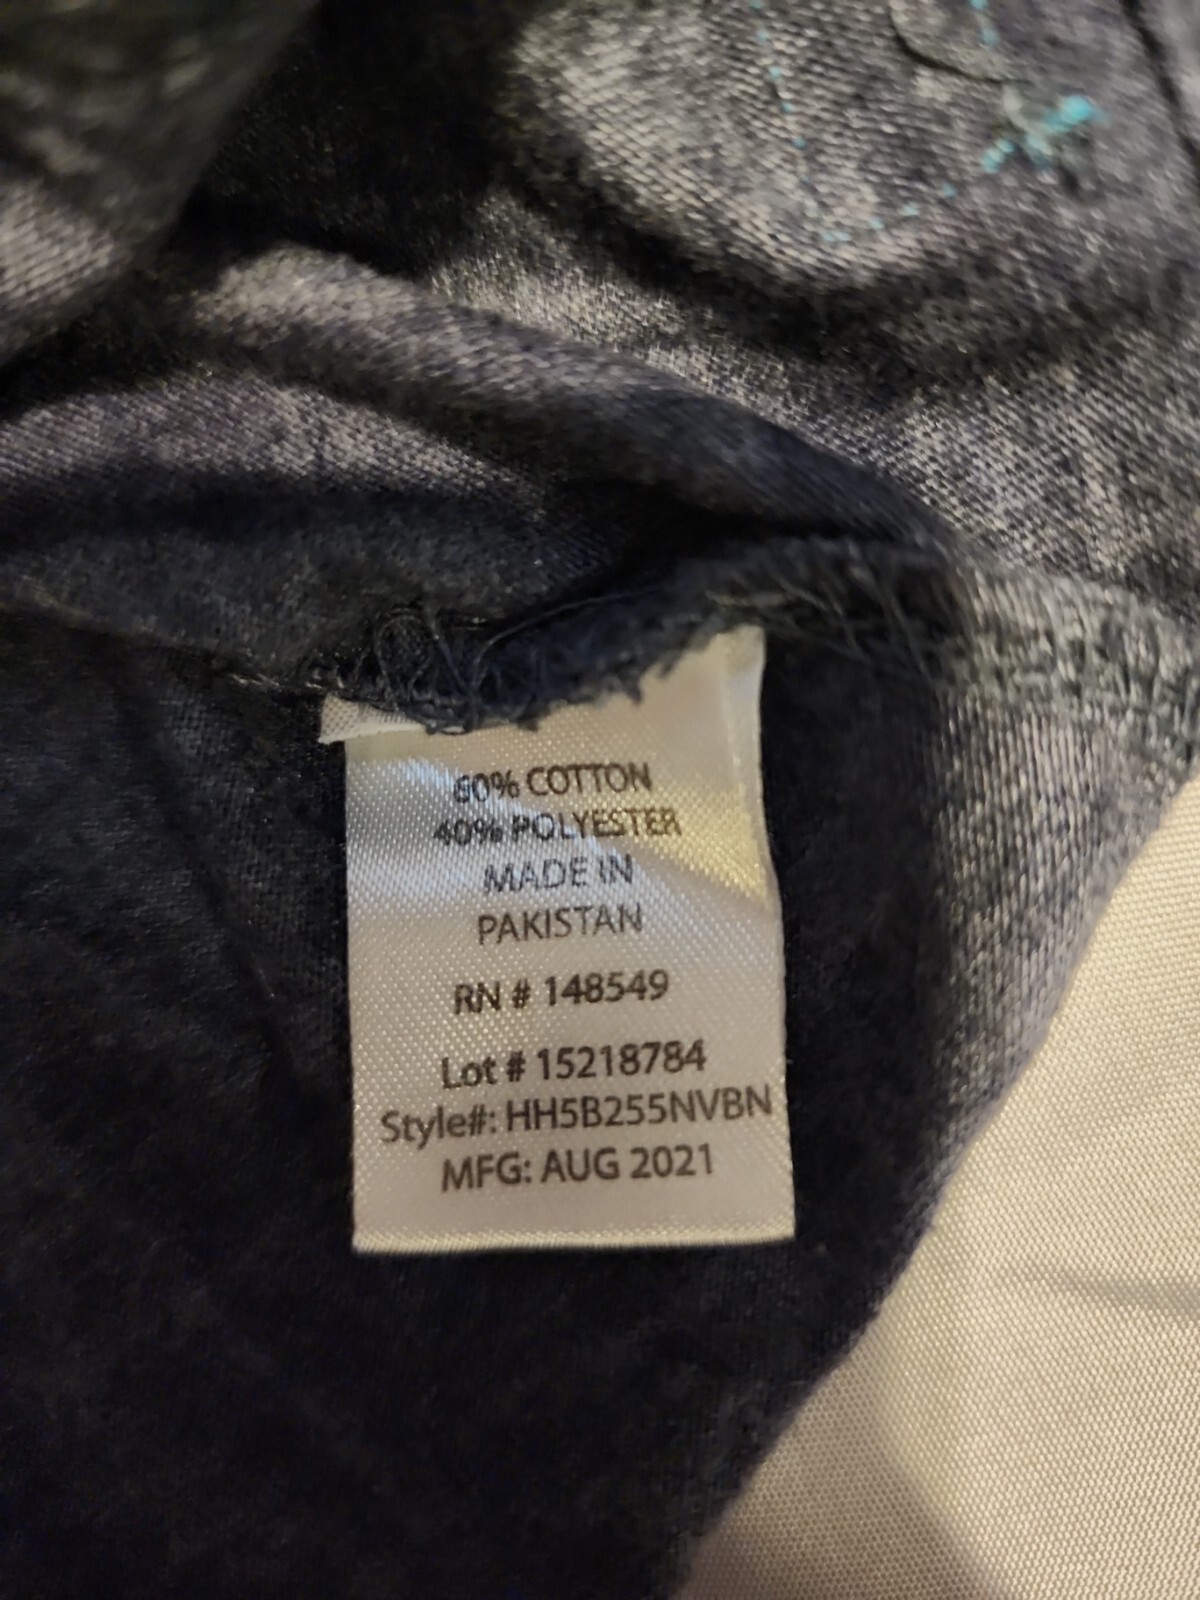 60% COTTON
40% POLYESTER
MADE IN
PAKISTAN
RN # 148549
Lot # 15218784
Style#: HH5B255NVBN
MFG: AUG 2021